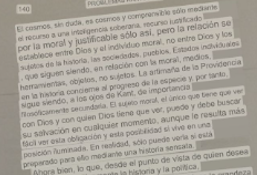 140
El cosmos, sin duda, es cosmos y comprensible sólo mediante
el recurso a una inteligencia soberana, recurso justificado
por la moral y justificable sólo así, pero la relación se
establece entre Dios y el individuo moral, no entre Dios y los
sujetos de la historia, las sociedades, pueblos, Estados individuales
que siguen siendo, en relación con la moral, medios,
herramientas, objetos, no sujetos. La artimaña de la Providencia
en la historia concerniente al progreso de la especie y, por tanto,
sigue siendo, a los ojos de Kant, de importancia
filosóficamente secundaria. El sujeto moral, el único que tiene que ver
con Dios y con quien Dios tiene que ver, puede y debe buscar
su salvación en cualquier momento, aunque le resulta más
fácil ver esta obligación y esta posibilidad si vive en una
posición iluminada. En realidad, sólo puede verla si está
preparado para ello mediante una historia sensata.
Ahora bien, lo que, desde el punto de vista de quien desea
la historia y la política